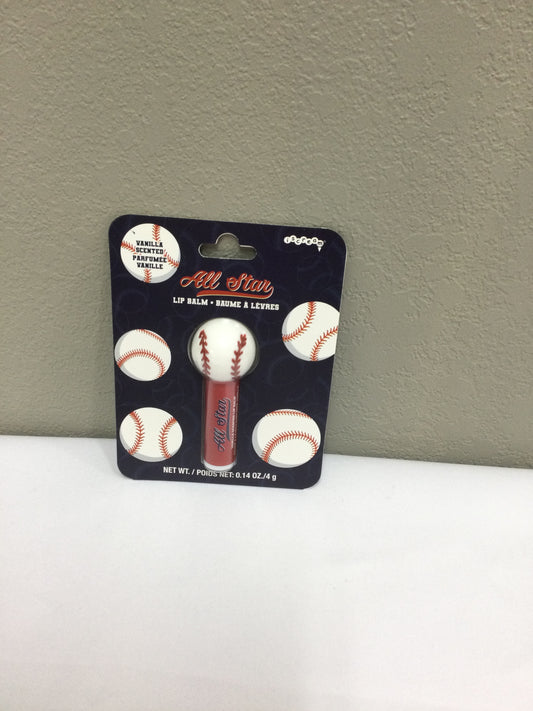 VANILLA
SCENTED
PARFUMÉE
VANILLE
iscream
All Star
LIP BALM • BAUME À LÈVRES
All Star
NET WT. / POIDS NET: 0.14 OZ./4 g